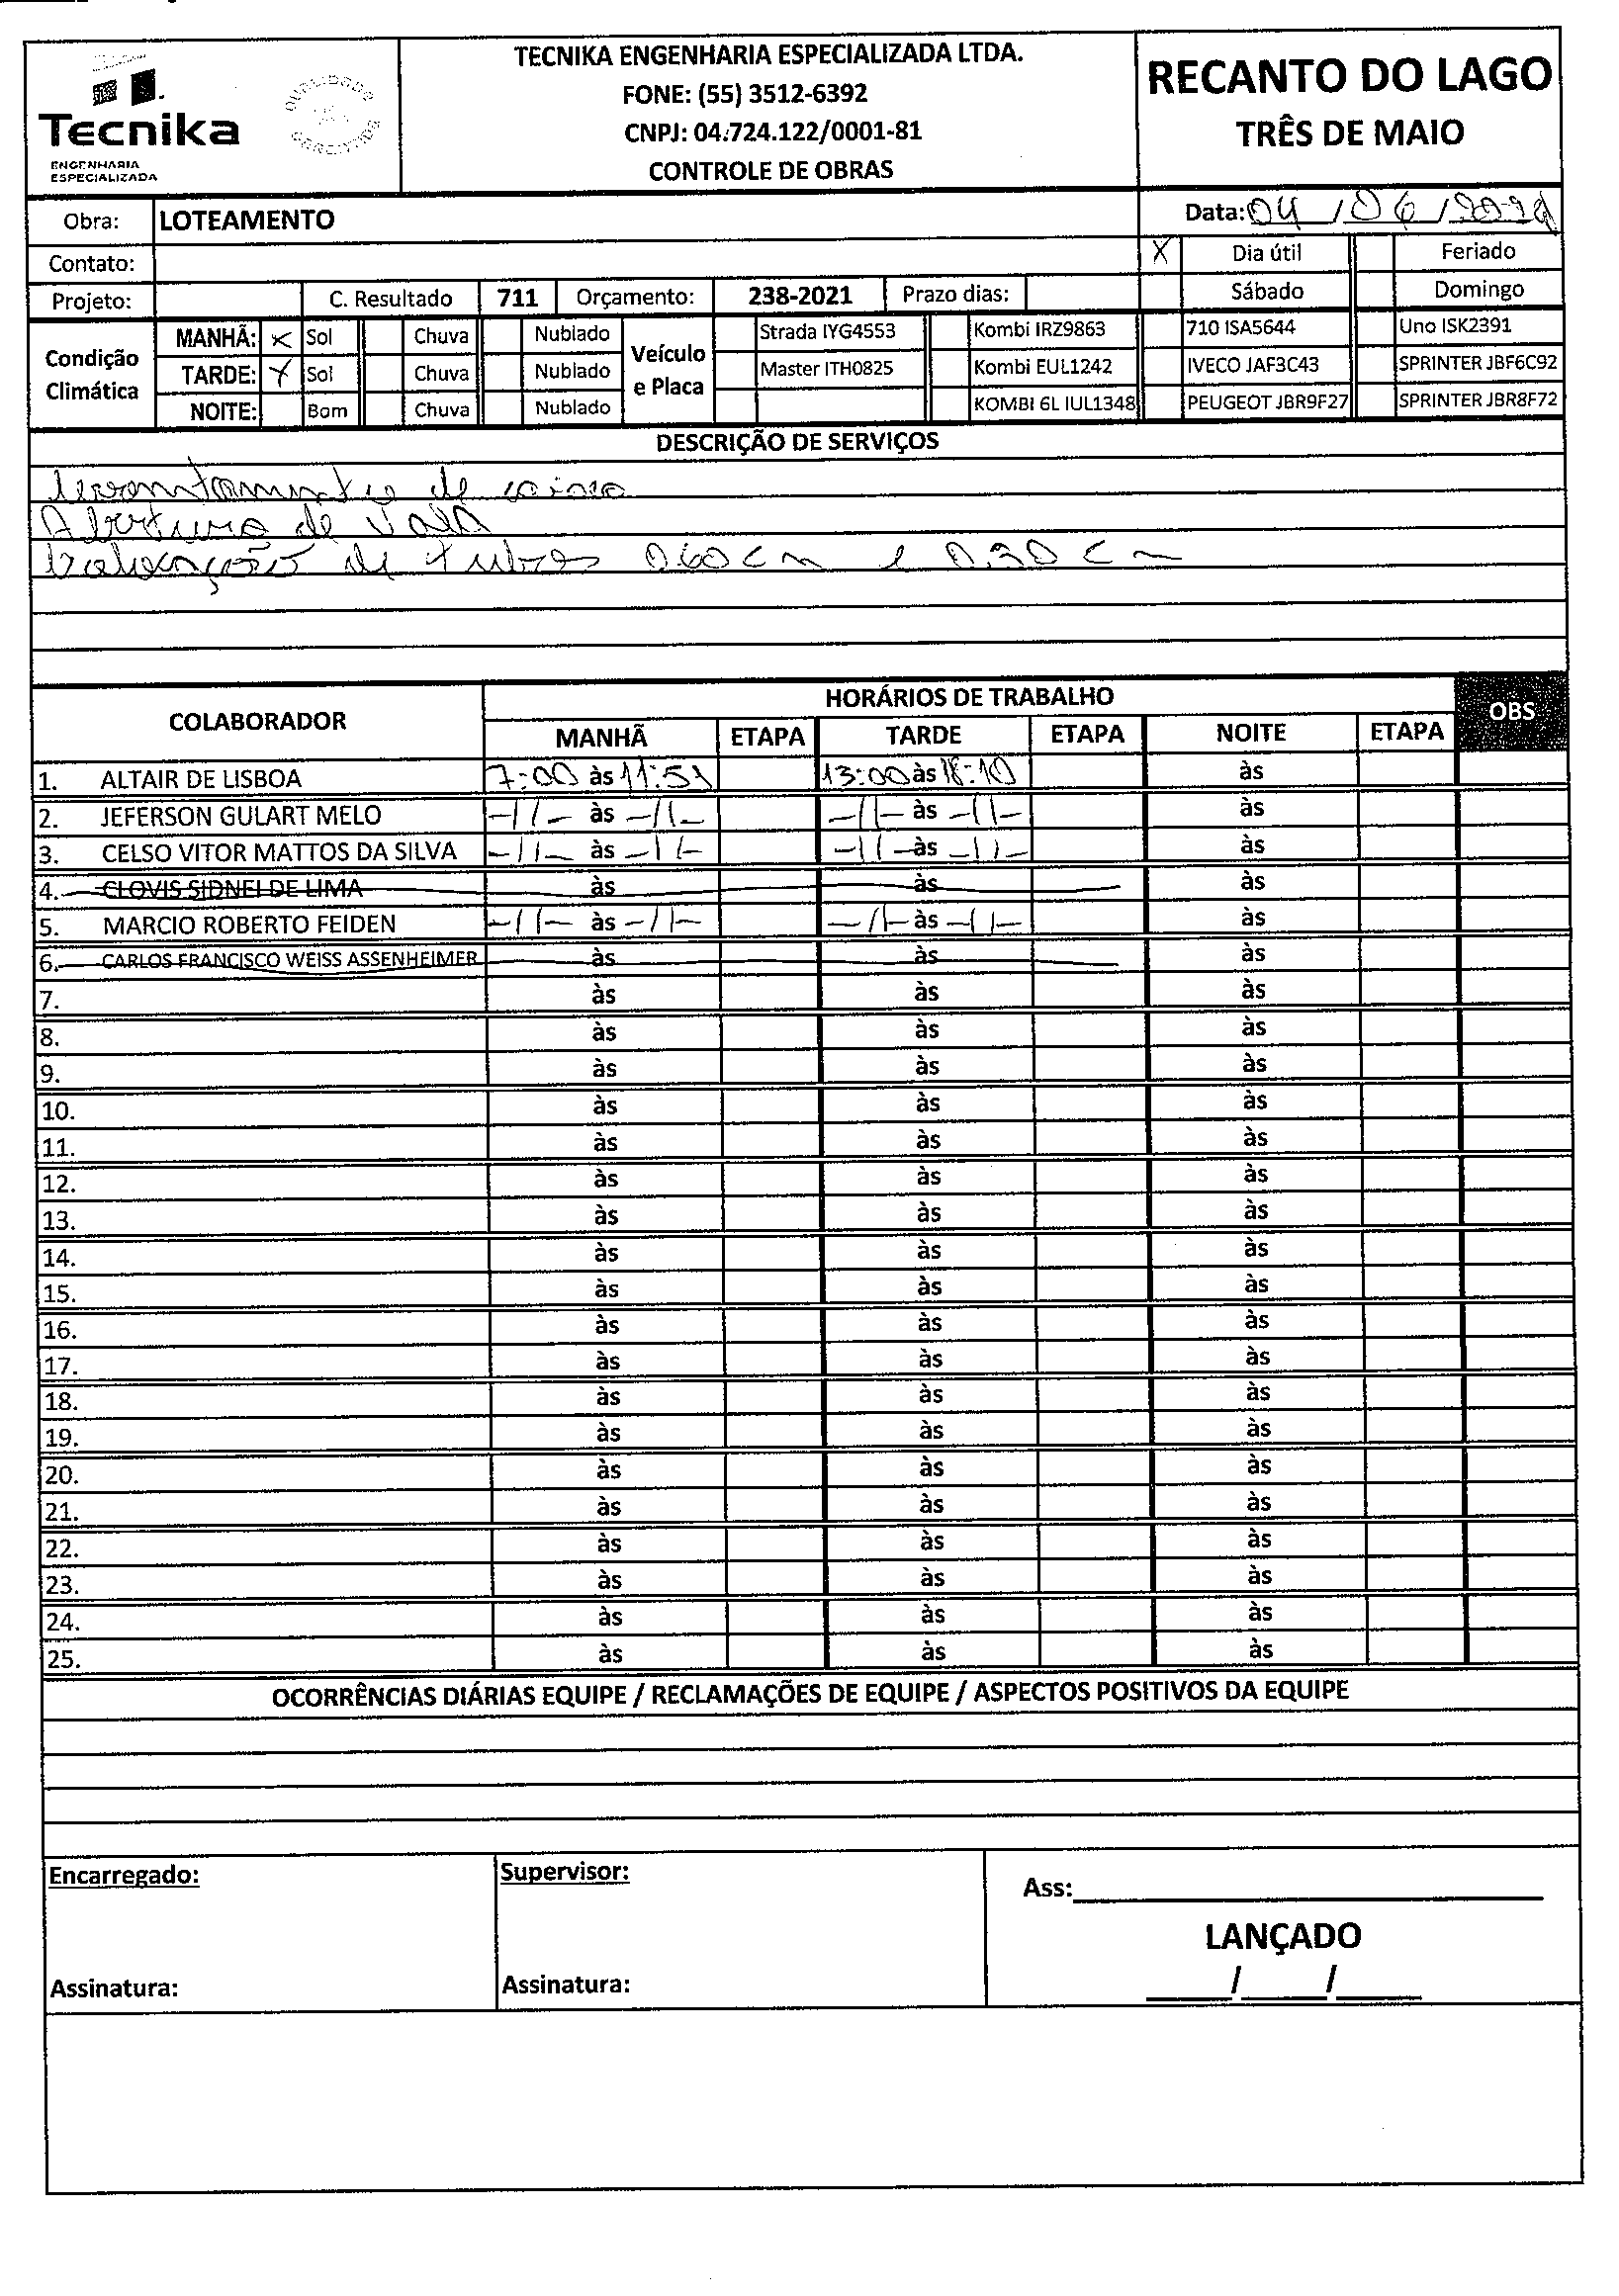 Tecnika
ENGENHARIA
ESPECIALIZADA
QUALIDADE
TECNIKA ENGENHARIA ESPECIALIZADA LTDA.
FONE: (55) 3512-6392
CNPJ: 04.724.122/0001-81
CONTROLE DE OBRAS
RECANTO DO LAGO
TRÊS DE MAIO
Obra: LOTEAMENTO
Data: 04/06/2024
Contato:
X Dia útil Feriado
Projeto: C. Resultado 711 Orçamento: 238-2021 Prazo dias: Sábado Domingo
Condição Climática
MANHÃ: X Sol Chuva Nublado
TARDE: X Sol Chuva Nublado
NOITE: Bom Chuva Nublado
Veículo e Placa
Strada IYG4553 Kombi IRZ9863 710 ISA5644 Uno ISK2391
Master ITH0825 Kombi EUL1242 IVECO JAF3C43 SPRINTER JBF6C92
KOMBI 6L IUL1348 PEUGEOT JBR9F27 SPRINTER JBR8F72
DESCRIÇÃO DE SERVIÇOS
levantamento de caixa
Abertura de Vala
de tubos 0,60 cm e 0,30 cm
COLABORADOR HORÁRIOS DE TRABALHO OBS
MANHÃ ETAPA TARDE ETAPA NOITE ETAPA
1. ALTAIR DE LISBOA 7:00 às 11:51 13:00 às 18:10 às
2. JEFERSON GULART MELO -//- às -//- -//- às -//- às
3. CELSO VITOR MATTOS DA SILVA -//- às -//- -//- às -//- às
4. CLOVIS SIDNEI DE LIMA às às às
5. MARCIO ROBERTO FEIDEN -//- às -//- -//- às -//- às
6. CARLOS FRANCISCO WEISS ASSENHEIMER às às às
7. às às às
8. às às às
9. às às às
10. às às às
11. às às às
12. às às às
13. às às às
14. às às às
15. às às às
16. às às às
17. às às às
18. às às às
19. às às às
20. às às às
21. às às às
22. às às às
23. às às às
24. às às às
25. às às às
OCORRÊNCIAS DIÁRIAS EQUIPE / RECLAMAÇÕES DE EQUIPE / ASPECTOS POSITIVOS DA EQUIPE
Encarregado:
Supervisor:
Ass:
LANÇADO
Assinatura:
Assinatura:
___/___/___